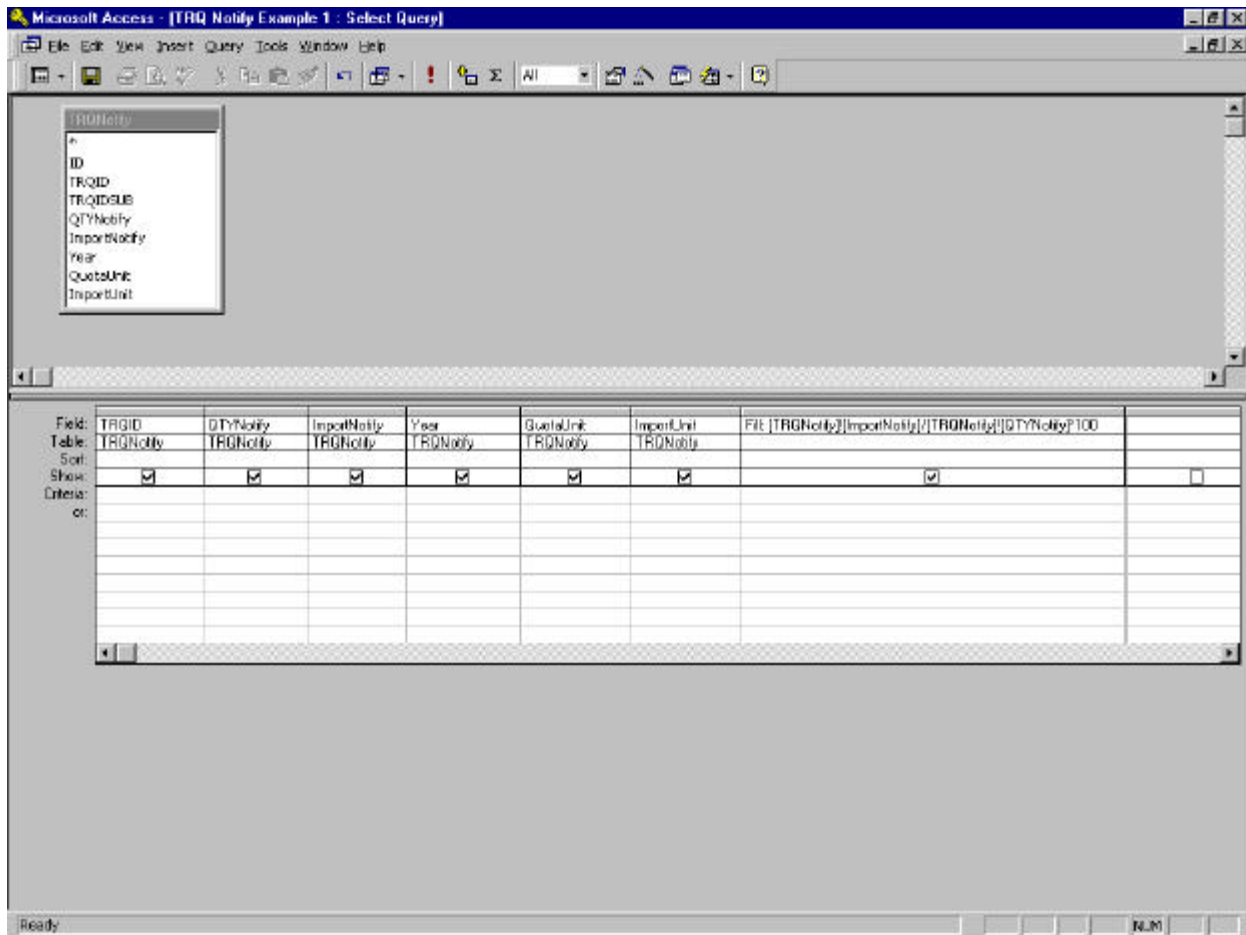 Microsoft Access - [TRQ Notify Example 1 : Select Query]
File Edit View Insert Query Tools Window Help
All
TRQNotify
*
ID
TRQID
TRQIDSUB
QTYNotify
ImportNotify
Year
QuotaUnit
ImportUnit
Field: TRQID QTYNotify ImportNotify Year QuotaUnit ImportUnit Fill: [TRQNotify]![ImportNotify]/[TRQNotify]![QTYNotify]*100
Table: TRQNotify TRQNotify TRQNotify TRQNotify TRQNotify TRQNotify
Sort:
Show:
Criteria:
or:
Ready NUM